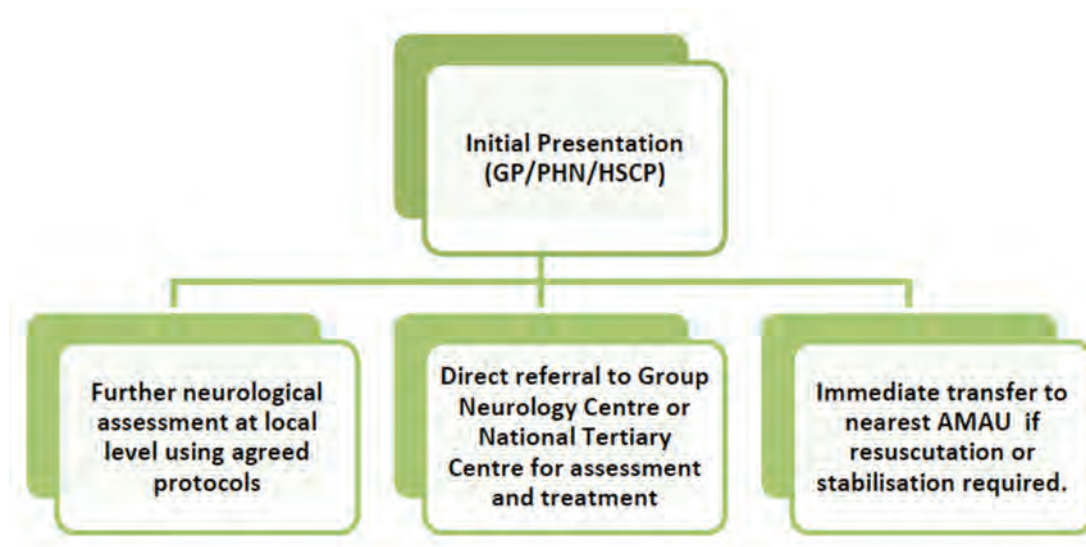 Initial Presentation
(GP/PHN/HSCP)
Further neurological
assessment at local
level using agreed
protocols
Direct referral to Group
Neurology Centre or
National Tertiary
Centre for assessment
and treatment
Immediate transfer to
nearest AMAU if
resuscutation or
stabilisation required.